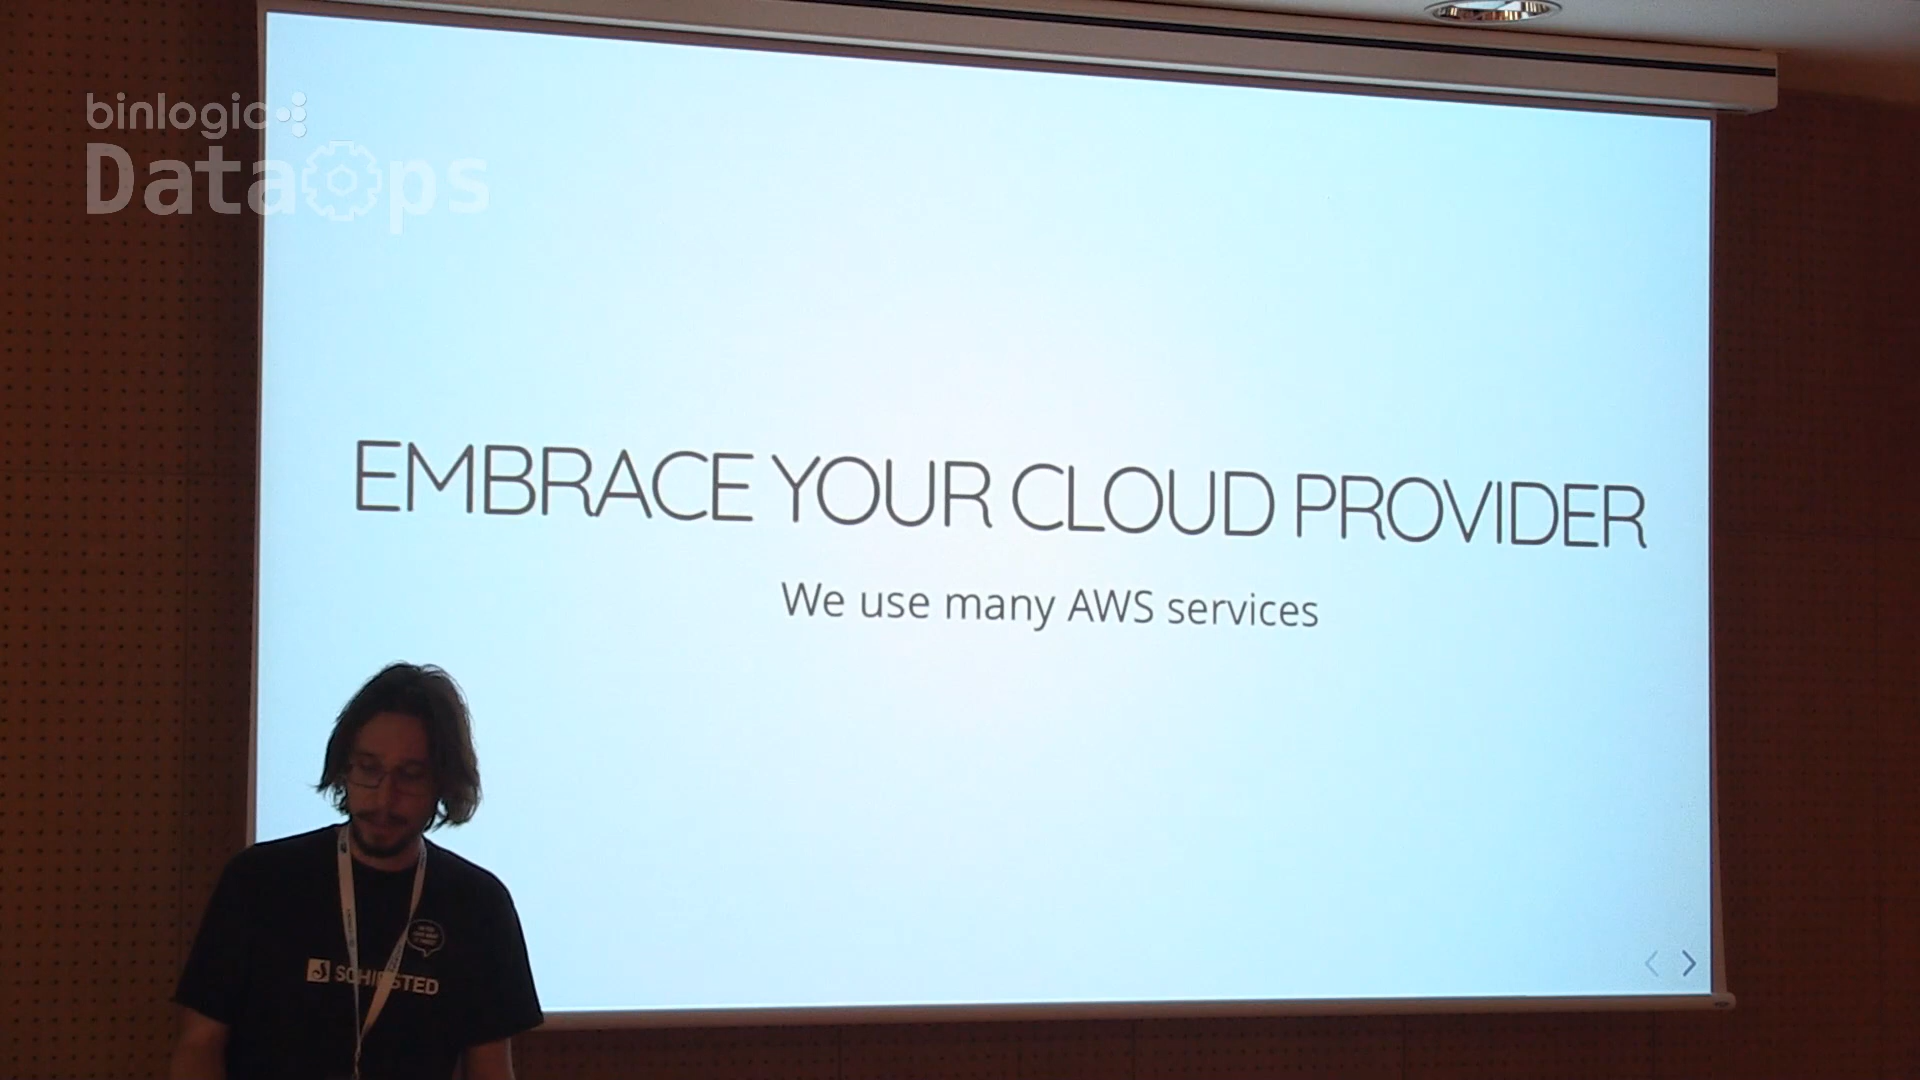 binlogic
DataOps
EMBRACE YOUR CLOUD PROVIDER
We use many AWS services
SCHIBSTED